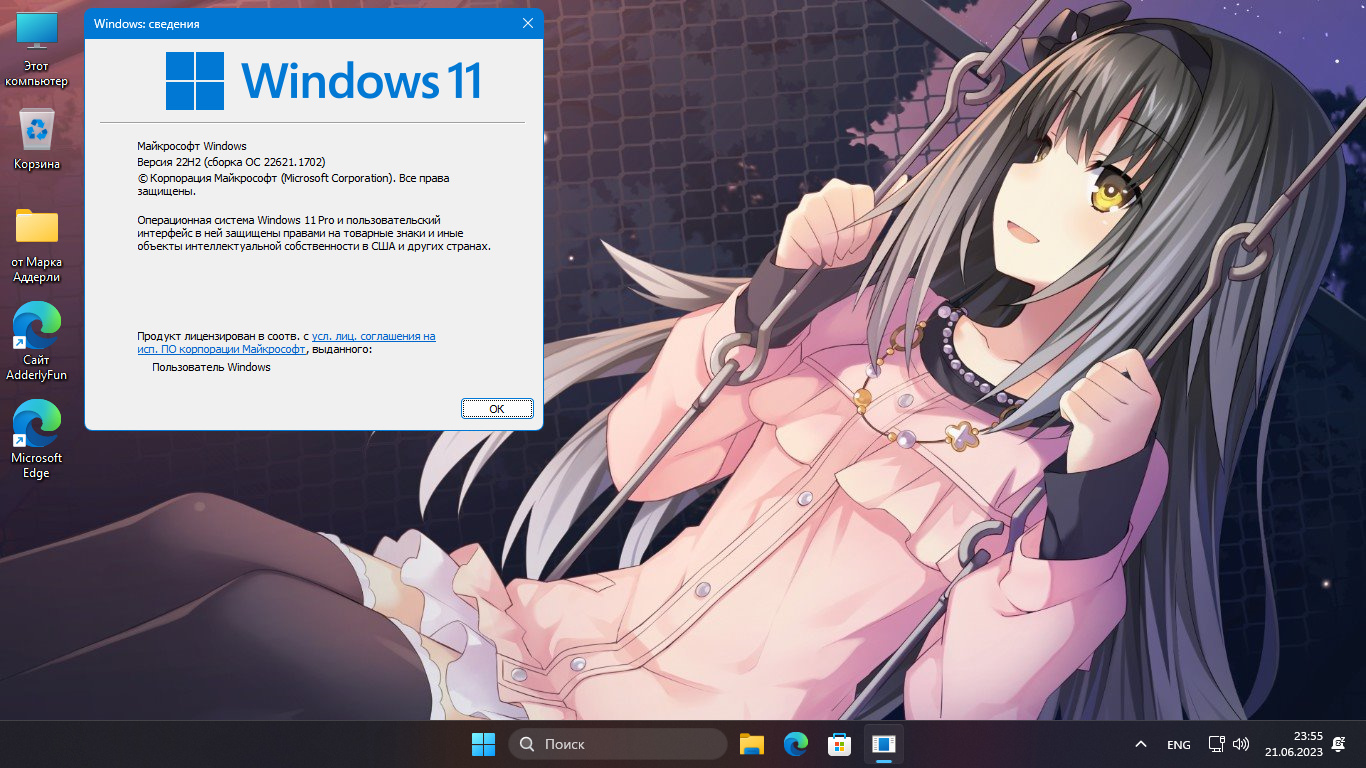 Этот
компьютер
Корзина
от Марка
Аддерли
Сайт
AdderlyFun
Microsoft
Edge
Windows: сведения
Windows 11
Майкрософт Windows
Версия 22H2 (сборка ОС 22621.1702)
© Корпорация Майкрософт (Microsoft Corporation). Все права
защищены.
Операционная система Windows 11 Pro и пользовательский
интерфейс в ней защищены правами на товарные знаки и иные
объекты интеллектуальной собственности в США и других странах.
Продукт лицензирован в соотв. с усл. лиц. соглашения на
исп. ПО корпорации Майкрософт, выданного:
Пользователь Windows
ОК
Поиск
ENG
23:55
21.06.2023